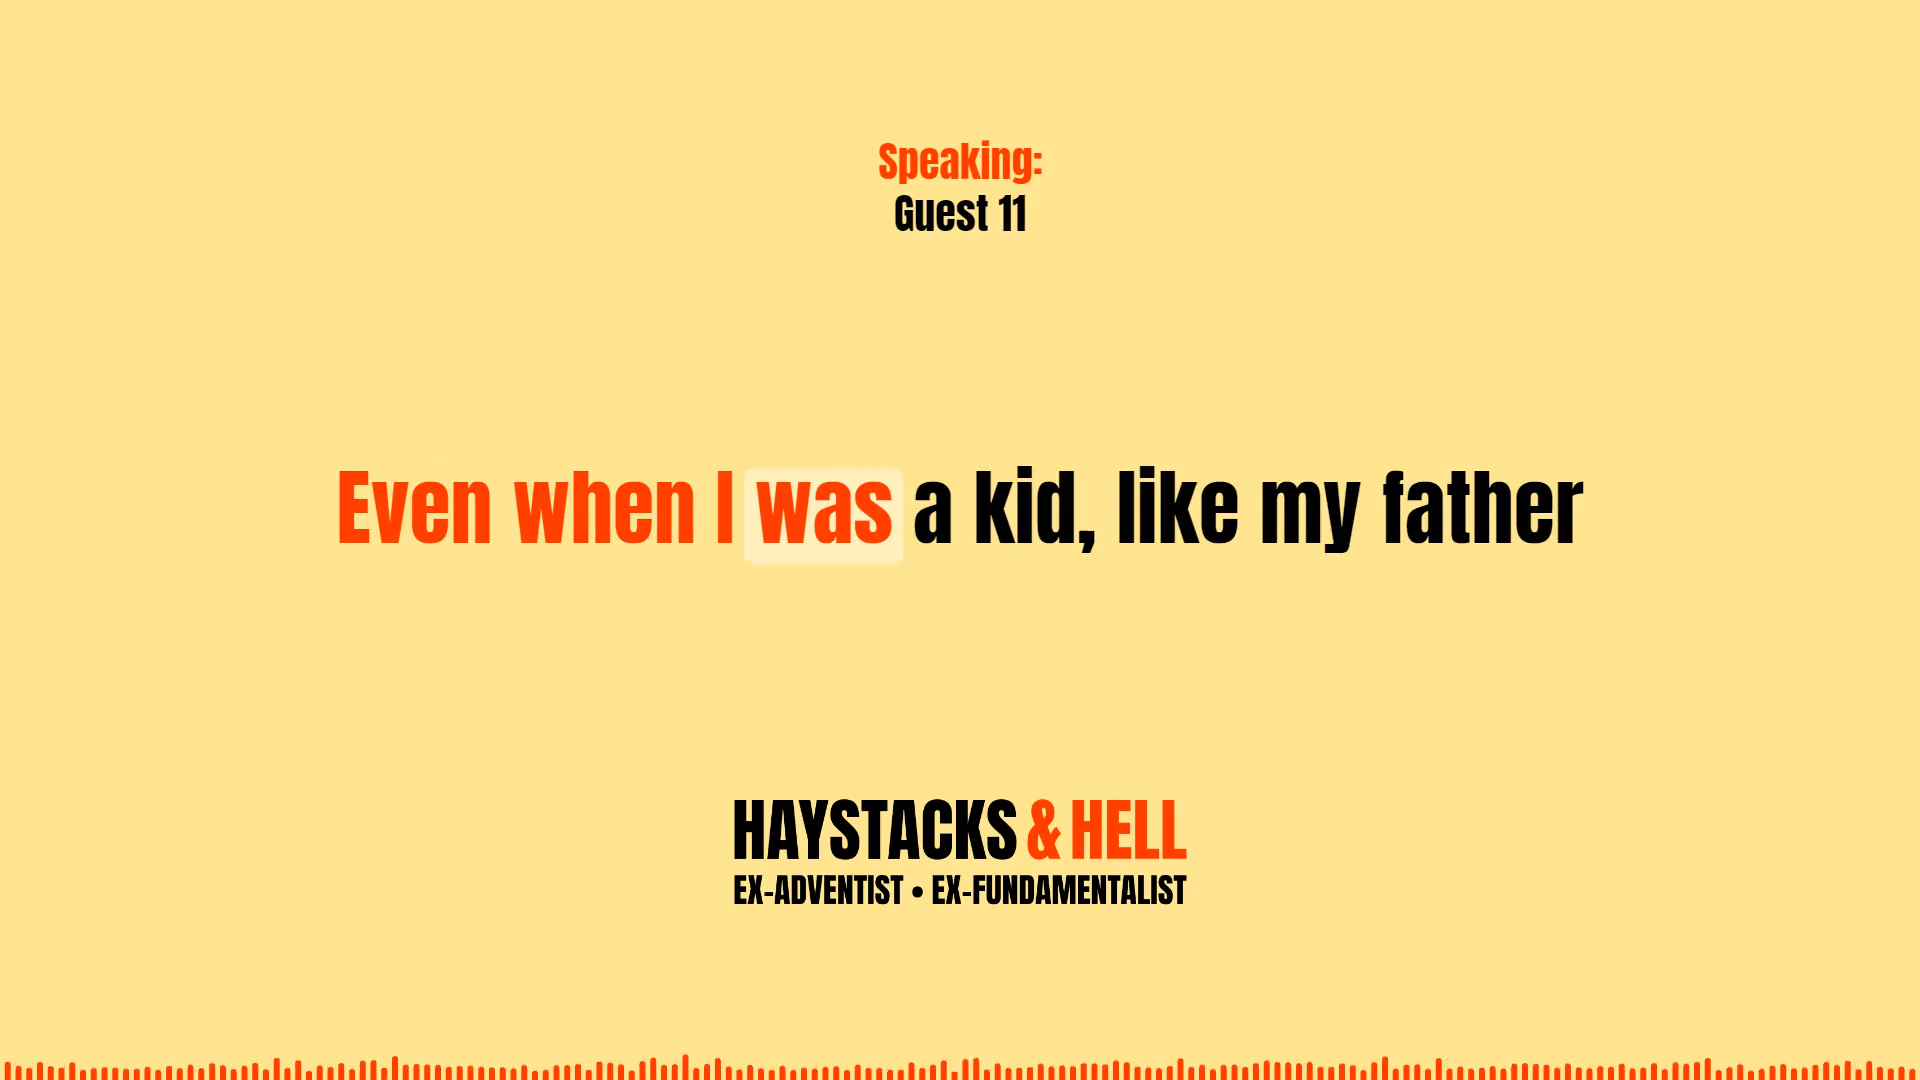 Speaking:
Guest 11
Even when I was a kid, like my father
HAYSTACKS & HELL
EX-ADVENTIST • EX-FUNDAMENTALIST